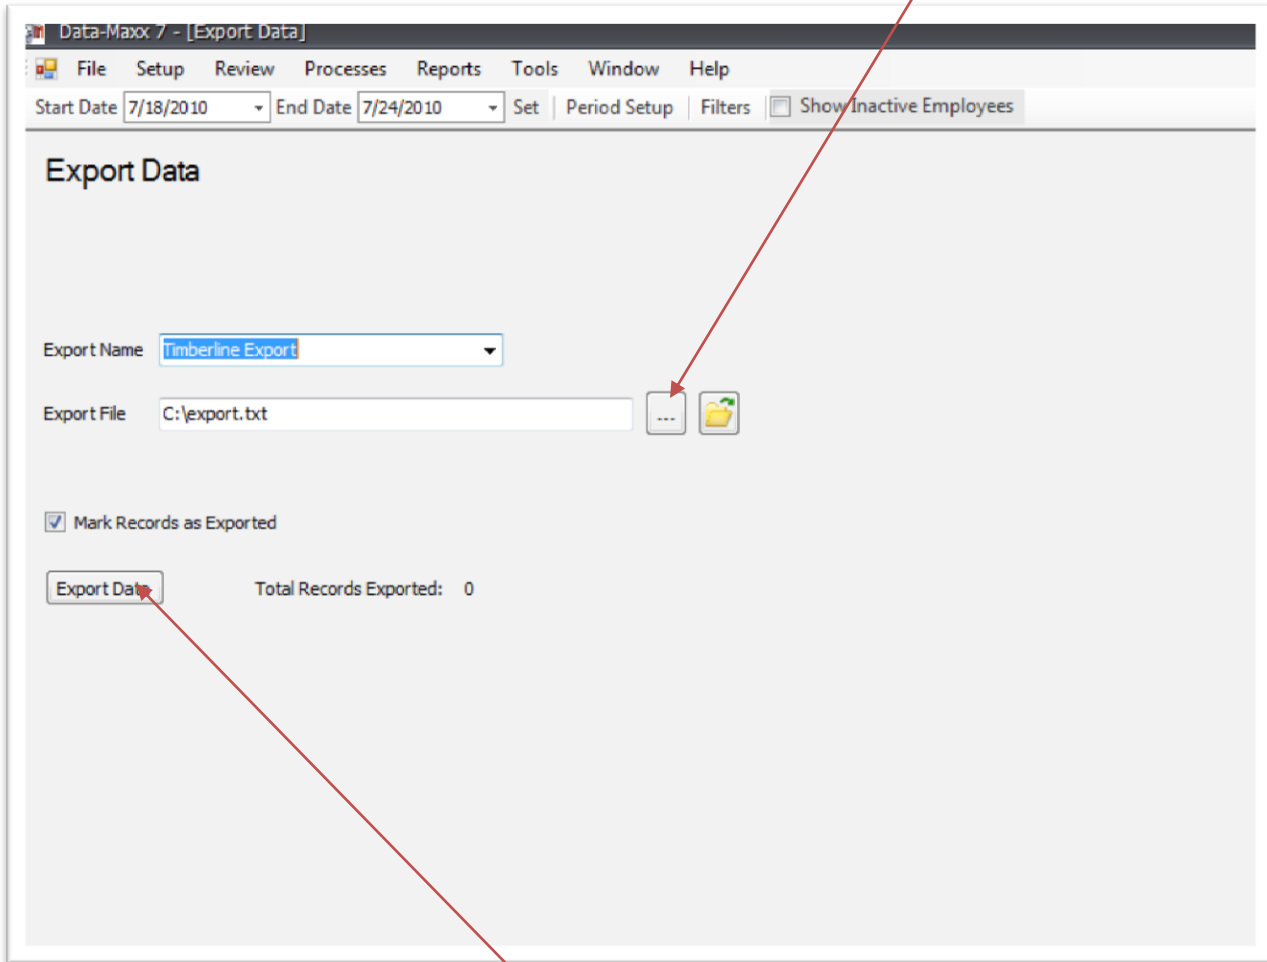 Data-Maxx 7 - [Export Data]
File Setup Review Processes Reports Tools Window Help
Start Date 7/18/2010 End Date 7/24/2010 Set Period Setup Filters Show Inactive Employees
Export Data
Export Name Timberline Export
Export File C:\export.txt ...
Mark Records as Exported
Export Data Total Records Exported: 0